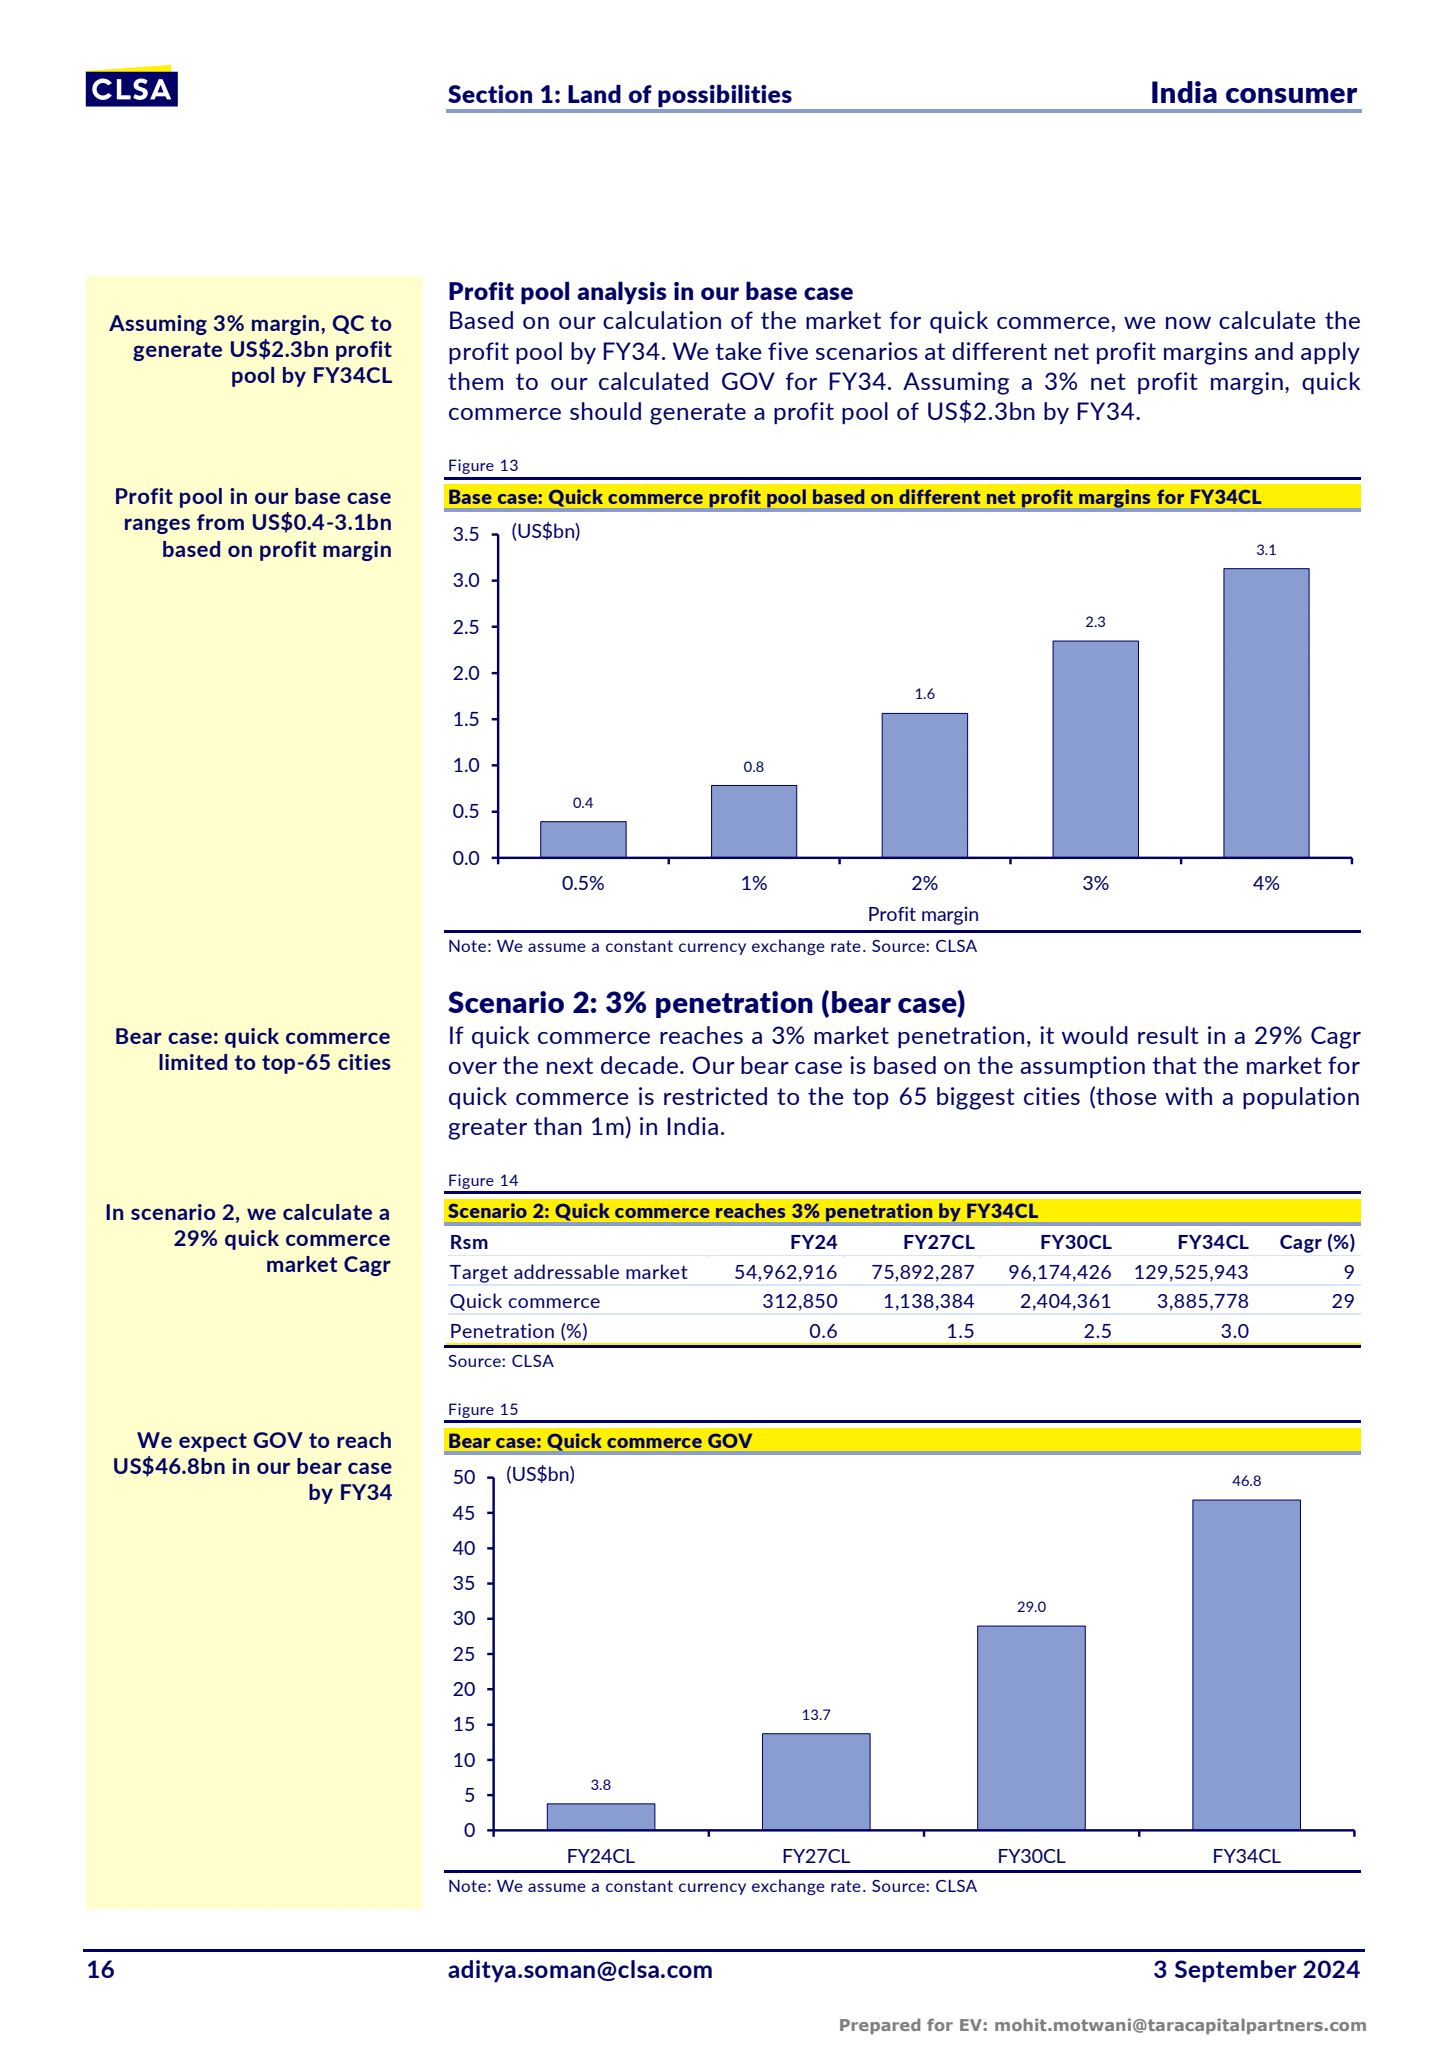 CLSA
Section 1: Land of possibilities
India consumer
Assuming 3% margin, QC to
generate US$2.3bn profit
pool by FY34CL
Profit pool analysis in our base case
Based on our calculation of the market for quick commerce, we now calculate the
profit pool by FY34. We take five scenarios at different net profit margins and apply
them to our calculated GOV for FY34. Assuming a 3% net profit margin, quick
commerce should generate a profit pool of US$2.3bn by FY34.
Profit pool in our base case
ranges from US$0.4-3.1bn
based on profit margin
Figure 13
Base case: Quick commerce profit pool based on different net profit margins for FY34CL
(US$bn)
3.5
3.0
2.5
2.0
1.5
1.0
0.5
0.0
0.4
0.8
1.6
2.3
3.1
0.5% 1% 2% 3% 4%
Profit margin
Note: We assume a constant currency exchange rate. Source: CLSA
Scenario 2: 3% penetration (bear case)
Bear case: quick commerce
limited to top-65 cities
If quick commerce reaches a 3% market penetration, it would result in a 29% Cagr
over the next decade. Our bear case is based on the assumption that the market for
quick commerce is restricted to the top 65 biggest cities (those with a population
greater than 1m) in India.
In scenario 2, we calculate a
29% quick commerce
market Cagr
Figure 14
Scenario 2: Quick commerce reaches 3% penetration by FY34CL
Rsm FY24 FY27CL FY30CL FY34CL Cagr (%)
Target addressable market 54,962,916 75,892,287 96,174,426 129,525,943 9
Quick commerce 312,850 1,138,384 2,404,361 3,885,778 29
Penetration (%) 0.6 1.5 2.5 3.0
Source: CLSA
We expect GOV to reach
US$46.8bn in our bear case
by FY34
Figure 15
Bear case: Quick commerce GOV
(US$bn)
50
45
40
35
30
25
20
15
10
5
0
3.8
13.7
29.0
46.8
FY24CL FY27CL FY30CL FY34CL
Note: We assume a constant currency exchange rate. Source: CLSA
16 aditya.soman@clsa.com 3 September 2024
Prepared for EV: mohit.motwani@taracapitalpartners.com